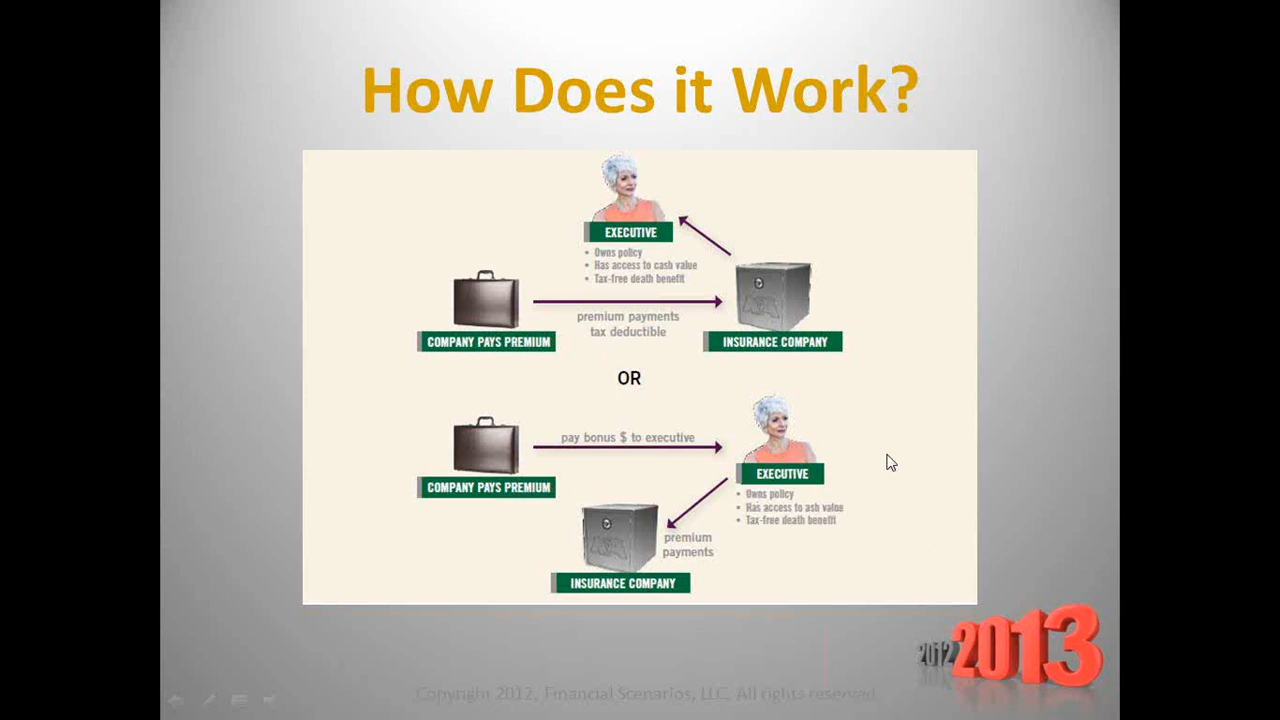 How Does it Work?
EXECUTIVE
• Owns policy
• Has access to cash value
• Tax-free death benefit
COMPANY PAYS PREMIUM
premium payments
tax deductible
INSURANCE COMPANY
OR
pay bonus $ to executive
COMPANY PAYS PREMIUM
EXECUTIVE
• Owns policy
• Has access to ash value
• Tax-free death benefit
premium
payments
INSURANCE COMPANY
2012 2013
Copyright 2012, Financial Scenarios, LLC, All rights reserved.